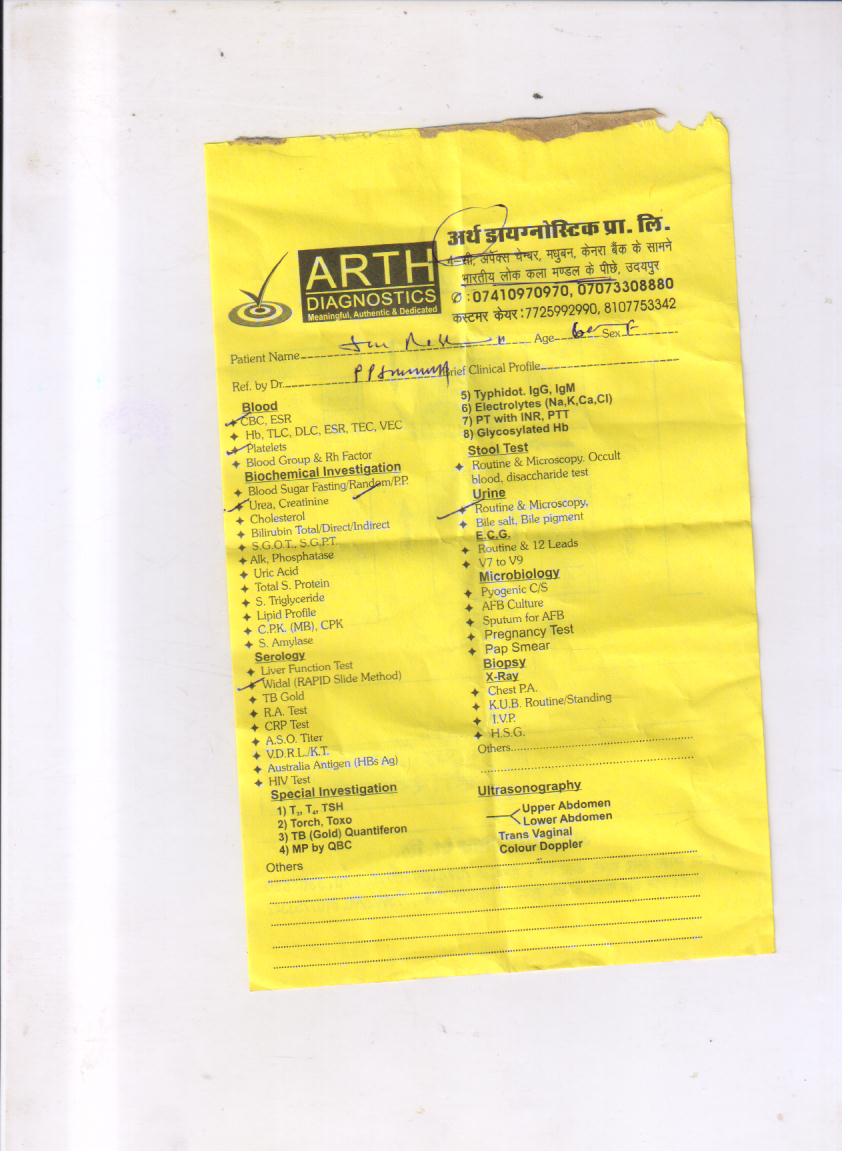 अर्थ डायग्नोस्टिक प्रा. लि.
ARTH
DIAGNOSTICS
Meaningful, Authentic & Dedicated
अपेक्स चेम्बर, मधुबन, केनरा बैंक के सामने
भारतीय लोक कला मण्डल के पीछे, उदयपुर
✆ : 07410970970, 07073308880
कस्टमर केयर : 7725992990, 8107753342
Patient Name Age Sex F
Ref. by Dr. Brief Clinical Profile
Blood
CBC, ESR
Hb, TLC, DLC, ESR, TEC, VEC
Platelets
Blood Group & Rh Factor
Biochemical Investigation
Blood Sugar Fasting/Random/P.P.
Urea, Creatinine
Cholesterol
Bilirubin Total/Direct/Indirect
S.G.O.T., S.G.P.T.
Alk, Phosphatase
Uric Acid
Total S. Protein
S. Triglyceride
Lipid Profile
C.P.K. (MB), CPK
S. Amylase
Serology
Liver Function Test
Widal (RAPID Slide Method)
TB Gold
R.A. Test
CRP Test
A.S.O. Titer
V.D.R.L./K.T.
Australia Antigen (HBs Ag)
HIV Test
Special Investigation
1) T3, T4, TSH
2) Torch, Toxo
3) TB (Gold) Quantiferon
4) MP by QBC
5) Typhidot. IgG, IgM
6) Electrolytes (Na,K,Ca,Cl)
7) PT with INR, PTT
8) Glycosylated Hb
Stool Test
Routine & Microscopy. Occult
blood, disaccharide test
Urine
Routine & Microscopy,
Bile salt, Bile pigment
E.C.G.
Routine & 12 Leads
V7 to V9
Microbiology
Pyogenic C/S
AFB Culture
Sputum for AFB
Pregnancy Test
Pap Smear
Biopsy
X-Ray
Chest P.A.
K.U.B. Routine/Standing
I.V.P.
H.S.G.
Others
Ultrasonography
Upper Abdomen
Lower Abdomen
Trans Vaginal
Colour Doppler
Others